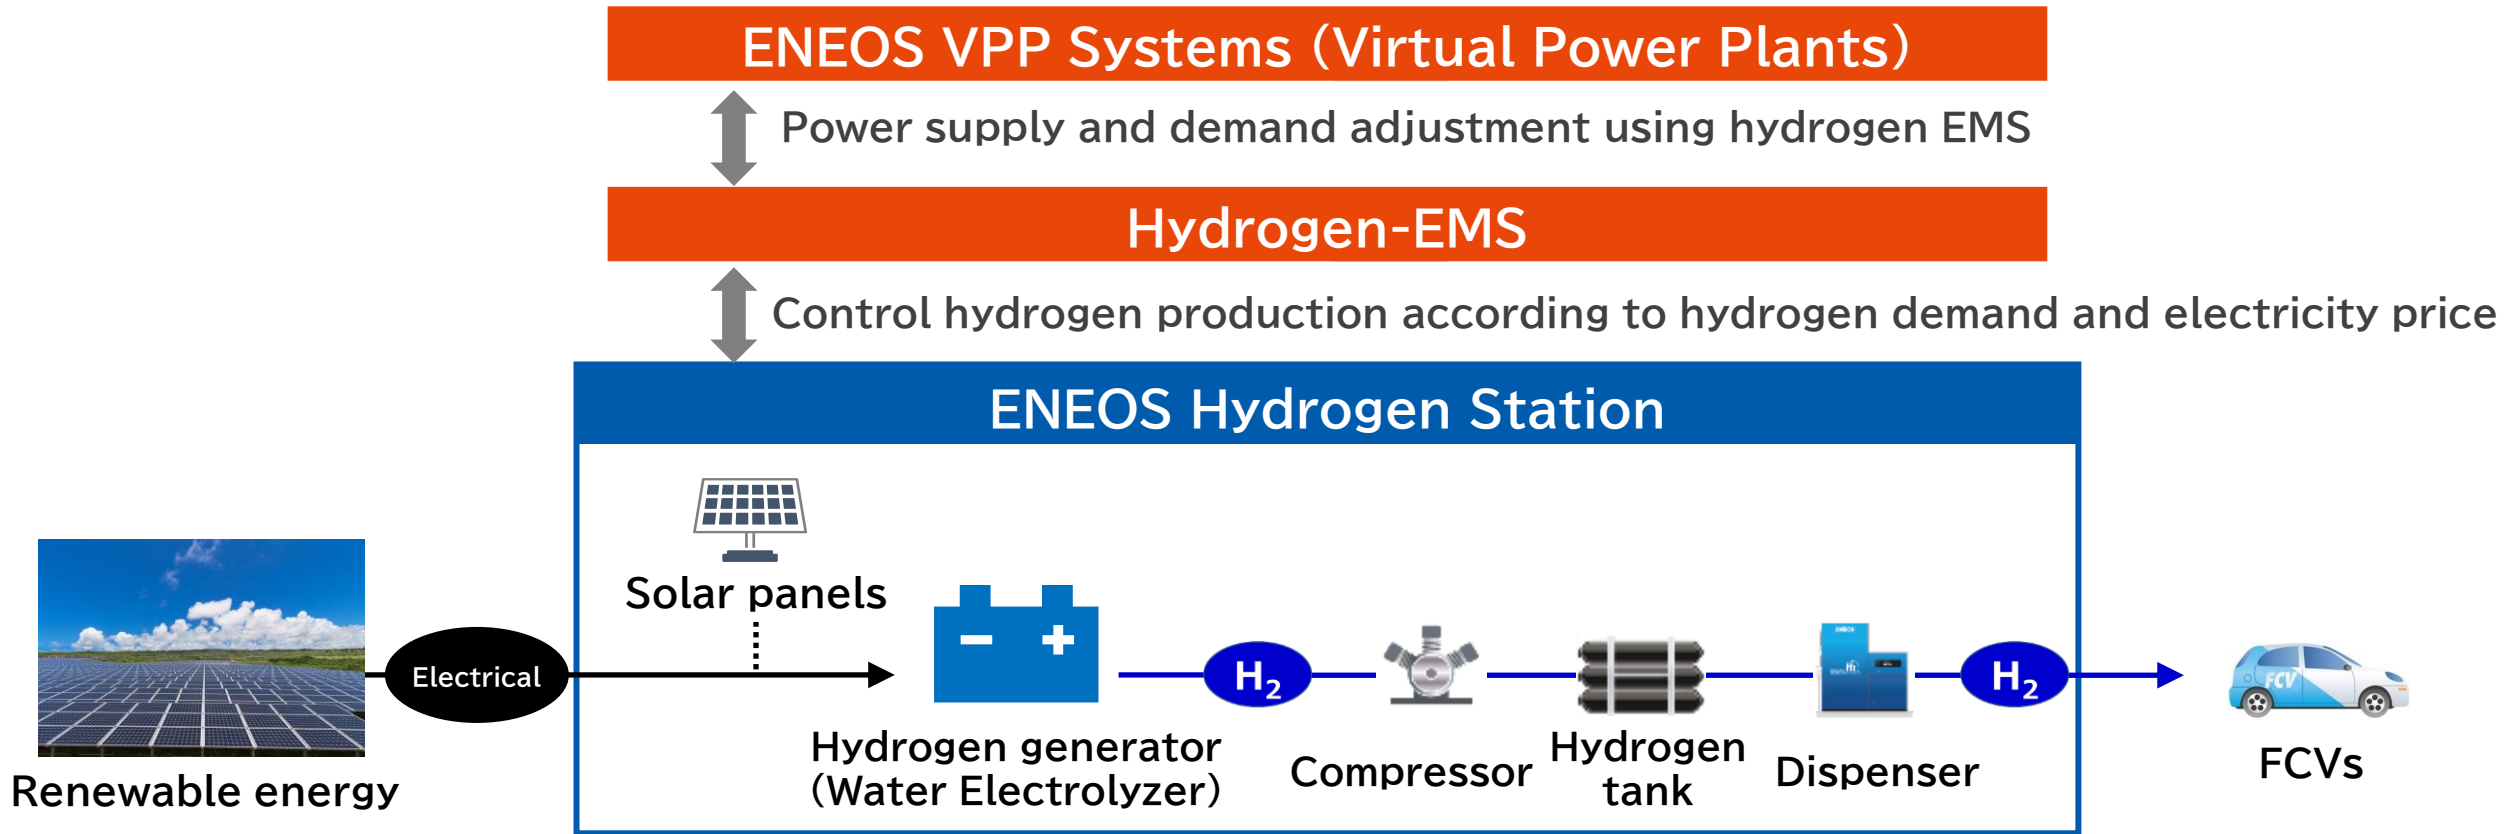 ENEOS VPP Systems (Virtual Power Plants)
Power supply and demand adjustment using hydrogen EMS
Hydrogen-EMS
Control hydrogen production according to hydrogen demand and electricity price
ENEOS Hydrogen Station
Solar panels
Electrical
H₂
H₂
FCV
Renewable energy
Hydrogen generator
(Water Electrolyzer)
Compressor
Hydrogen
tank
Dispenser
FCVs